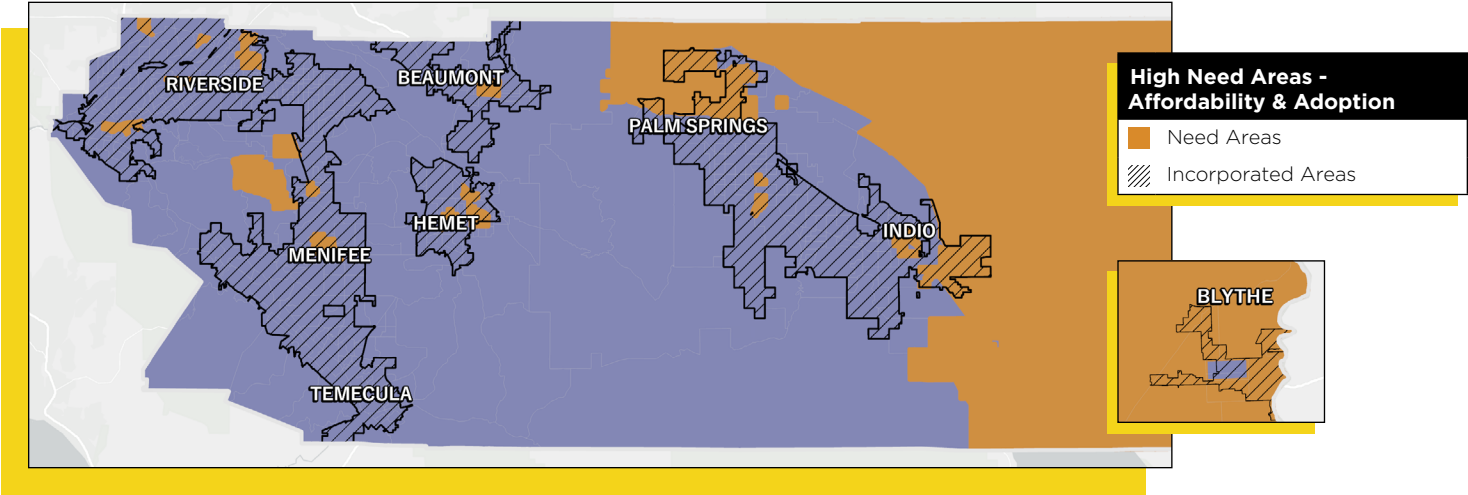 RIVERSIDE
BEAUMONT
PALM SPRINGS
HEMET
INDIO
MENIFEE
TEMECULA
High Need Areas -
Affordability & Adoption
Need Areas
Incorporated Areas
BLYTHE